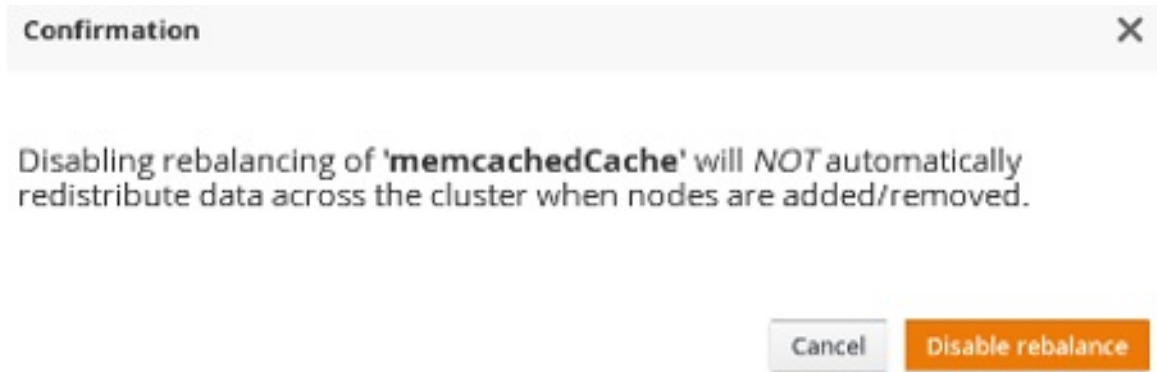 Confirmation
Disabling rebalancing of 'memcachedCache' will NOT automatically
redistribute data across the cluster when nodes are added/removed.
Cancel
Disable rebalance